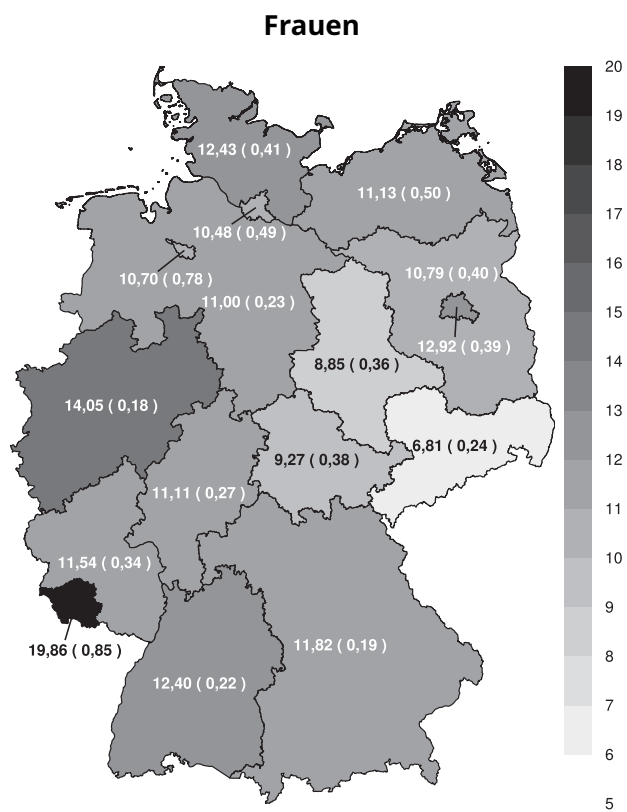 Frauen
20
19
18
17
16
15
14
13
12
11
10
9
8
7
6
5
12,43 ( 0,41 )
11,13 ( 0,50 )
10,48 ( 0,49 )
10,70 ( 0,78 )
10,79 ( 0,40 )
11,00 ( 0,23 )
12,92 ( 0,39 )
8,85 ( 0,36 )
14,05 ( 0,18 )
6,81 ( 0,24 )
9,27 ( 0,38 )
11,11 ( 0,27 )
11,54 ( 0,34 )
19,86 ( 0,85 )
11,82 ( 0,19 )
12,40 ( 0,22 )